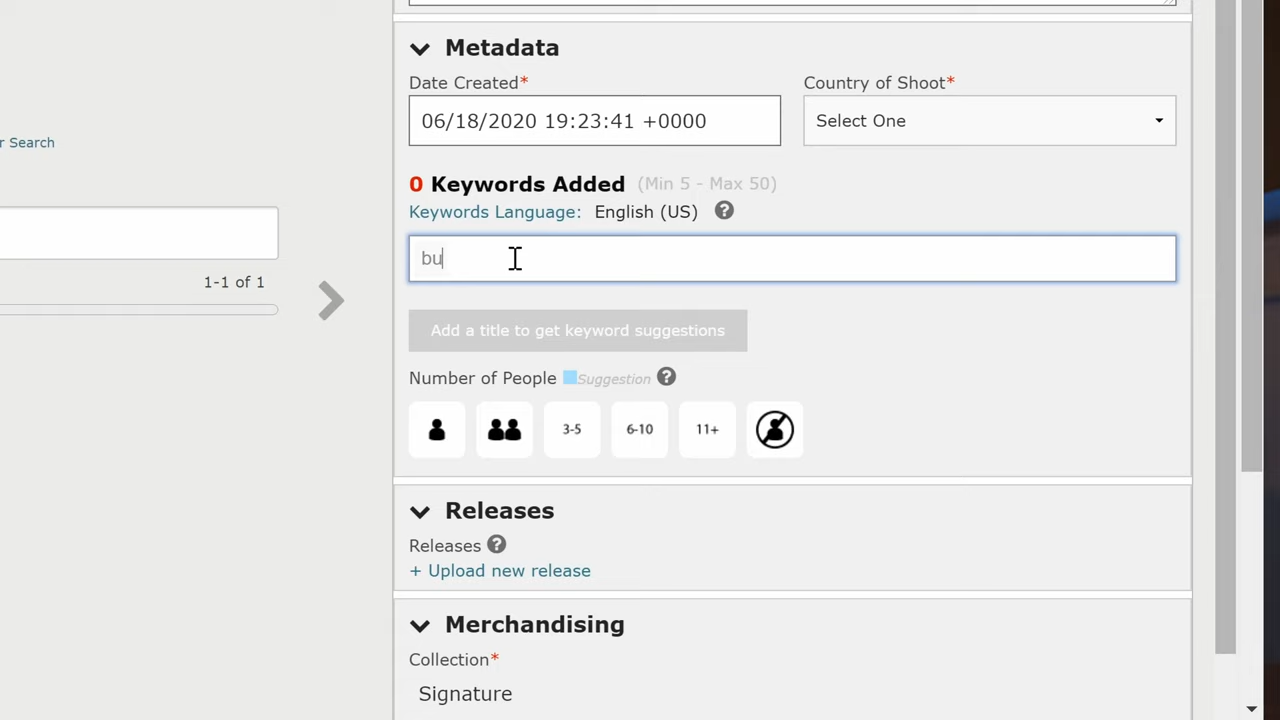 Metadata
Date Created* Country of Shoot*
06/18/2020 19:23:41 +0000 Select One
r Search
0 Keywords Added (Min 5 - Max 50)
Keywords Language: English (US) ?
bu
1-1 of 1
Add a title to get keyword suggestions
Number of People Suggestion ?
3-5 6-10 11+
Releases
Releases ?
+ Upload new release
Merchandising
Collection*
Signature